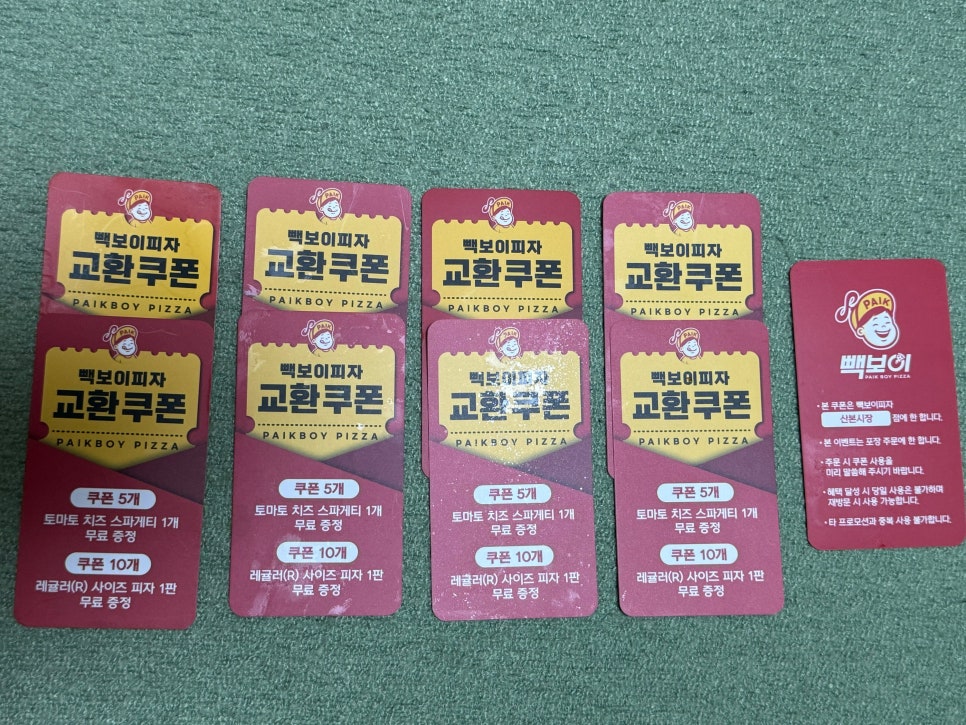 PAIK
빽보이피자
교환쿠폰
PAIKBOY PIZZA
PAIK
빽보이피자
교환쿠폰
PAIKBOY PIZZA
PAIK
빽보이피자
교환쿠폰
PAIKBOY PIZZA
PAIK
빽보이피자
교환쿠폰
PAIKBOY PIZZA
PAIK
빽보이피자
교환쿠폰
PAIKBOY PIZZA
쿠폰 5개
토마토 치즈 스파게티 1개
무료 증정
쿠폰 10개
레귤러(R) 사이즈 피자 1판
무료 증정
PAIK
빽보이피자
교환쿠폰
PAIKBOY PIZZA
쿠폰 5개
토마토 치즈 스파게티 1개
무료 증정
쿠폰 10개
레귤러(R) 사이즈 피자 1판
무료 증정
PAIK
빽보이피자
교환쿠폰
PAIKBOY PIZZA
쿠폰 5개
토마토 치즈 스파게티 1개
무료 증정
쿠폰 10개
레귤러(R) 사이즈 피자 1판
무료 증정
PAIK
빽보이피자
교환쿠폰
PAIKBOY PIZZA
쿠폰 5개
토마토 치즈 스파게티 1개
무료 증정
쿠폰 10개
레귤러(R) 사이즈 피자 1판
무료 증정
PAIK
빽보이
PAIK BOY PIZZA
• 본 쿠폰은 빽보이피자
산본시장 점에 한 합니다.
• 본 이벤트는 포장 주문에 한 합니다.
• 주문 시 쿠폰 사용을
미리 말씀해 주시기 바랍니다.
• 혜택 달성 시 당일 사용은 불가하며
재방문 시 사용 가능합니다.
• 타 프로모션과 중복 사용 불가합니다.